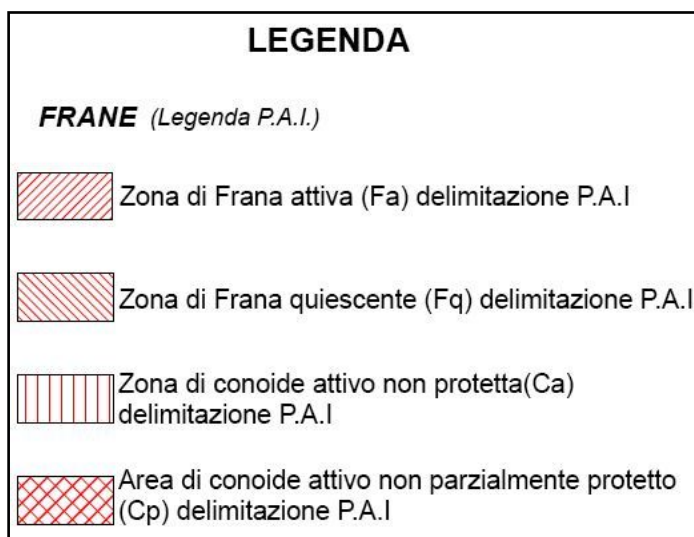 LEGENDA
FRANE (Legenda P.A.I.)
Zona di Frana attiva (Fa) delimitazione P.A.I
Zona di Frana quiescente (Fq) delimitazione P.A.I
Zona di conoide attivo non protetta(Ca)
delimitazione P.A.I
Area di conoide attivo non parzialmente protetto
(Cp) delimitazione P.A.I